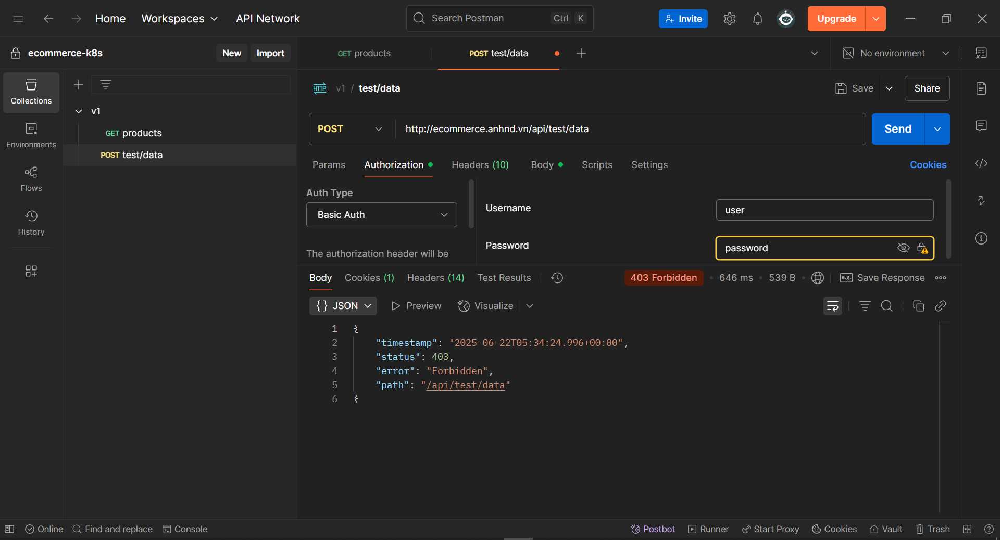 Home
Workspaces
API Network
Search Postman
Ctrl
K
Invite
Upgrade
ecommerce-k8s
New
Import
GET products
POST test/data
No environment
Collections
Environments
Flows
History
v1
GET products
POST test/data
HTTP
v1 / test/data
Save
Share
POST
http://ecommerce.anhnd.vn/api/test/data
Send
Params
Authorization
Headers (10)
Body
Scripts
Settings
Cookies
Auth Type
Basic Auth
The authorization header will be
Username
user
Password
password
Body
Cookies (1)
Headers (14)
Test Results
403 Forbidden
646 ms
539 B
e.g.
Save Response
{} JSON
Preview
Visualize
1 {
2 "timestamp": "2025-06-22T05:34:24.996+00:00",
3 "status": 403,
4 "error": "Forbidden",
5 "path": "/api/test/data"
6 }
Online
Find and replace
Console
Postbot
Runner
Start Proxy
Cookies
Vault
Trash